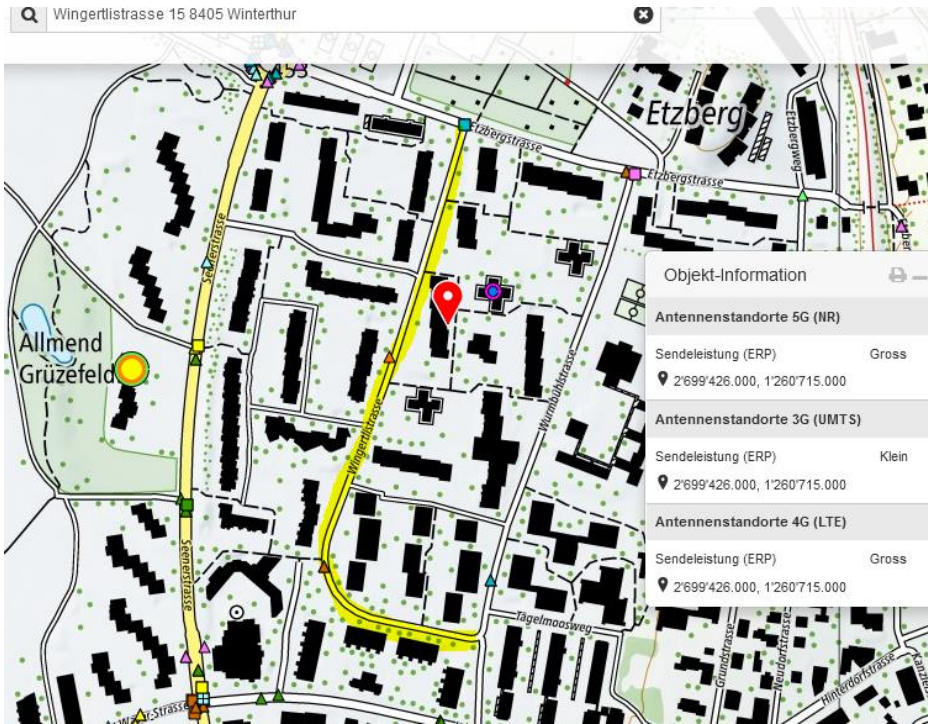 Wingertlistrasse 15 8405 Winterthur
Etzberg
Etzbergstrasse
Etzbergstrasse
Etzbergweg
Seenerstrasse
Objekt-Information
Antennenstandorte 5G (NR)
Sendeleistung (ERP) Gross
2'699'426.000, 1'260'715.000
Antennenstandorte 3G (UMTS)
Sendeleistung (ERP) Klein
2'699'426.000, 1'260'715.000
Antennenstandorte 4G (LTE)
Sendeleistung (ERP) Gross
2'699'426.000, 1'260'715.000
Allmend
Grüzefeld
Wingertlistrasse
Wurmbühlstrasse
Seenerstrasse
Tägelmoosweg
Grundstrasse
Neudorfstrasse
Hinterdorfstrasse